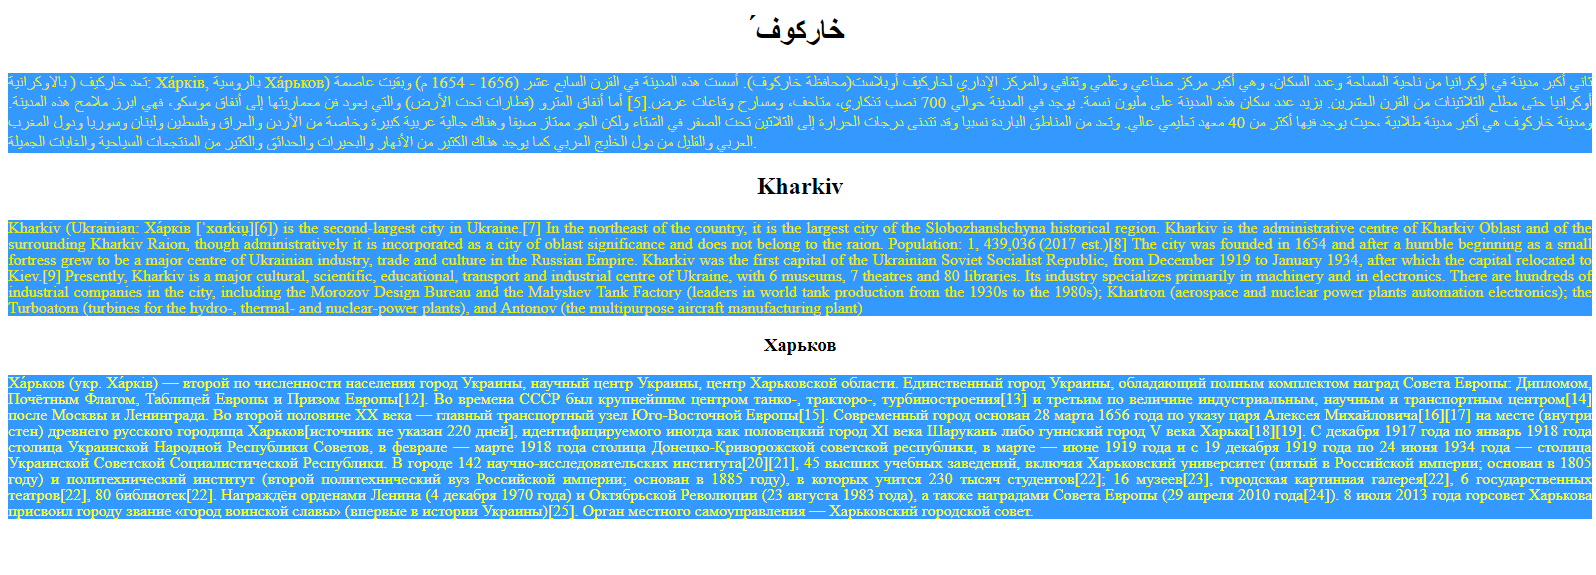 خاركوف´
تعد خاركيف ( بالاوكرانية: Ха́рків, بالروسية Ха́рьков) ثاني أكبر مدينة في أوكرانيا من ناحية المساحة وعدد السكان، وهي أكبر مركز صناعي وعلمي وثقافي والمركز الإداري لخاركيف أوبلاست(محافظة خاركوف). أسست هذه المدينة في القرن السابع عشر (1656 - 1654 م) وبقيت عاصمة
أوكرانيا حتى مطلع الثلاثينات من القرن العشرين. يزيد عدد سكان هذه المدينة على مليون نسمة. يوجد في المدينة حوالي 700 نصب تذكاري، متاحف، ومسارح وقاعات عرض [5] أما أنفاق المترو (قطارات تحت الأرض) والتي يعود فن معماريتها إلى أنفاق موسكو، فهي ابرز ملامح هذه المدينة.
ومدينة خاركوف هي أكبر مدينة طلابية ،حيث يوجد فيها أكثر من 40 معهد تعليمي عالي. وتعد من المناطق الباردة نسبيا وقد تتدنى درجات الحرارة إلى الثلاثين تحت الصفر في الشتاء ولكن الجو ممتاز صيفا وهناك جالية عربية كبيرة وخاصة من الأردن والعراق وفلسطين ولبنان وسوريا ودول المغرب
العربي والقليل من دول الخليج العربي كما يوجد هناك الكثير من الأنهار والبحيرات والحدائق والكثير من المنتجعات السياحية والغابات الجميلة.
Kharkiv
Kharkiv (Ukrainian: Ха́рків [ˈxɑrkiu̯][6]) is the second-largest city in Ukraine.[7] In the northeast of the country, it is the largest city of the Slobozhanshchyna historical region. Kharkiv is the administrative centre of Kharkiv Oblast and of the
surrounding Kharkiv Raion, though administratively it is incorporated as a city of oblast significance and does not belong to the raion. Population: 1, 439,036 (2017 est.)[8] The city was founded in 1654 and after a humble beginning as a small
fortress grew to be a major centre of Ukrainian industry, trade and culture in the Russian Empire. Kharkiv was the first capital of the Ukrainian Soviet Socialist Republic, from December 1919 to January 1934, after which the capital relocated to
Kiev.[9] Presently, Kharkiv is a major cultural, scientific, educational, transport and industrial centre of Ukraine, with 6 museums, 7 theatres and 80 libraries. Its industry specializes primarily in machinery and in electronics. There are hundreds of
industrial companies in the city, including the Morozov Design Bureau and the Malyshev Tank Factory (leaders in world tank production from the 1930s to the 1980s); Khartron (aerospace and nuclear power plants automation electronics); the
Turboatom (turbines for the hydro-, thermal- and nuclear-power plants), and Antonov (the multipurpose aircraft manufacturing plant)
Харьков
Ха́рьков (укр. Ха́рків) — второй по численности населения город Украины, научный центр Украины, центр Харьковской области. Единственный город Украины, обладающий полным комплектом наград Совета Европы: Дипломом,
Почётным Флагом, Таблицей Европы и Призом Европы[12]. Во времена СССР был крупнейшим центром танко-, тракторо-, турбиностроения[13] и третьим по величине индустриальным, научным и транспортным центром[14]
после Москвы и Ленинграда. Во второй половине XX века — главный транспортный узел Юго-Восточной Европы[15]. Современный город основан 28 марта 1656 года по указу царя Алексея Михайловича[16][17] на месте (внутри
стен) древнего русского городища Харьков[источник не указан 220 дней], идентифицируемого иногда как половецкий город XI века Шарукань либо гуннский город V века Харька[18][19]. С декабря 1917 года по январь 1918 года
столица Украинской Народной Республики Советов, в феврале — марте 1918 года столица Донецко-Криворожской советской республики, в марте — июне 1919 года и с 19 декабря 1919 года по 24 июня 1934 года — столица
Украинской Советской Социалистической Республики. В городе 142 научно-исследовательских института[20][21], 45 высших учебных заведений, включая Харьковский университет (пятый в Российской империи; основан в 1805
году) и политехнический институт (второй политехнический вуз Российской империи; основан в 1885 году), в которых учится 230 тысяч студентов[22]; 16 музеев[23], городская картинная галерея[22], 6 государственных
театров[22], 80 библиотек[22]. Награждён орденами Ленина (4 декабря 1970 года) и Октябрьской Революции (23 августа 1983 года), а также наградами Совета Европы (29 апреля 2010 года[24]). 8 июля 2013 года горсовет Харькова
присвоил городу звание «город воинской славы» (впервые в истории Украины)[25]. Орган местного самоуправления — Харьковский городской совет.